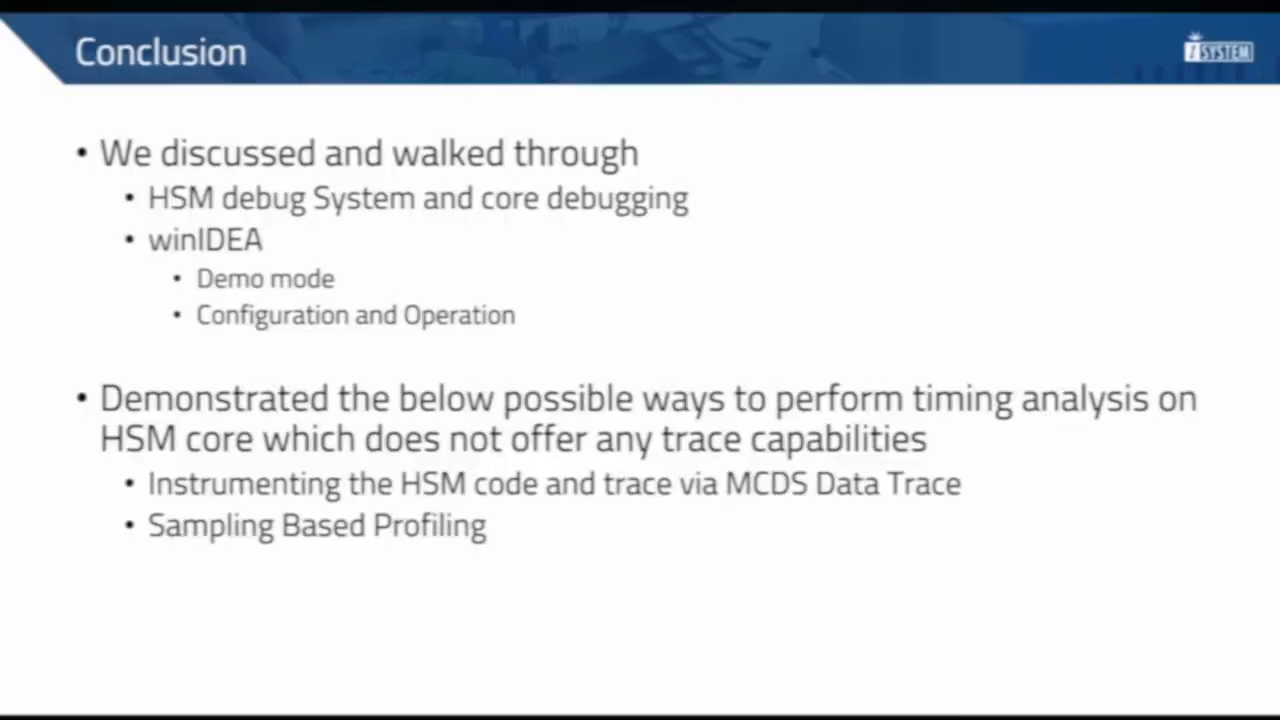 Conclusion
iSYSTEM
• We discussed and walked through
• HSM debug System and core debugging
• winIDEA
• Demo mode
• Configuration and Operation
• Demonstrated the below possible ways to perform timing analysis on
HSM core which does not offer any trace capabilities
• Instrumenting the HSM code and trace via MCDS Data Trace
• Sampling Based Profiling